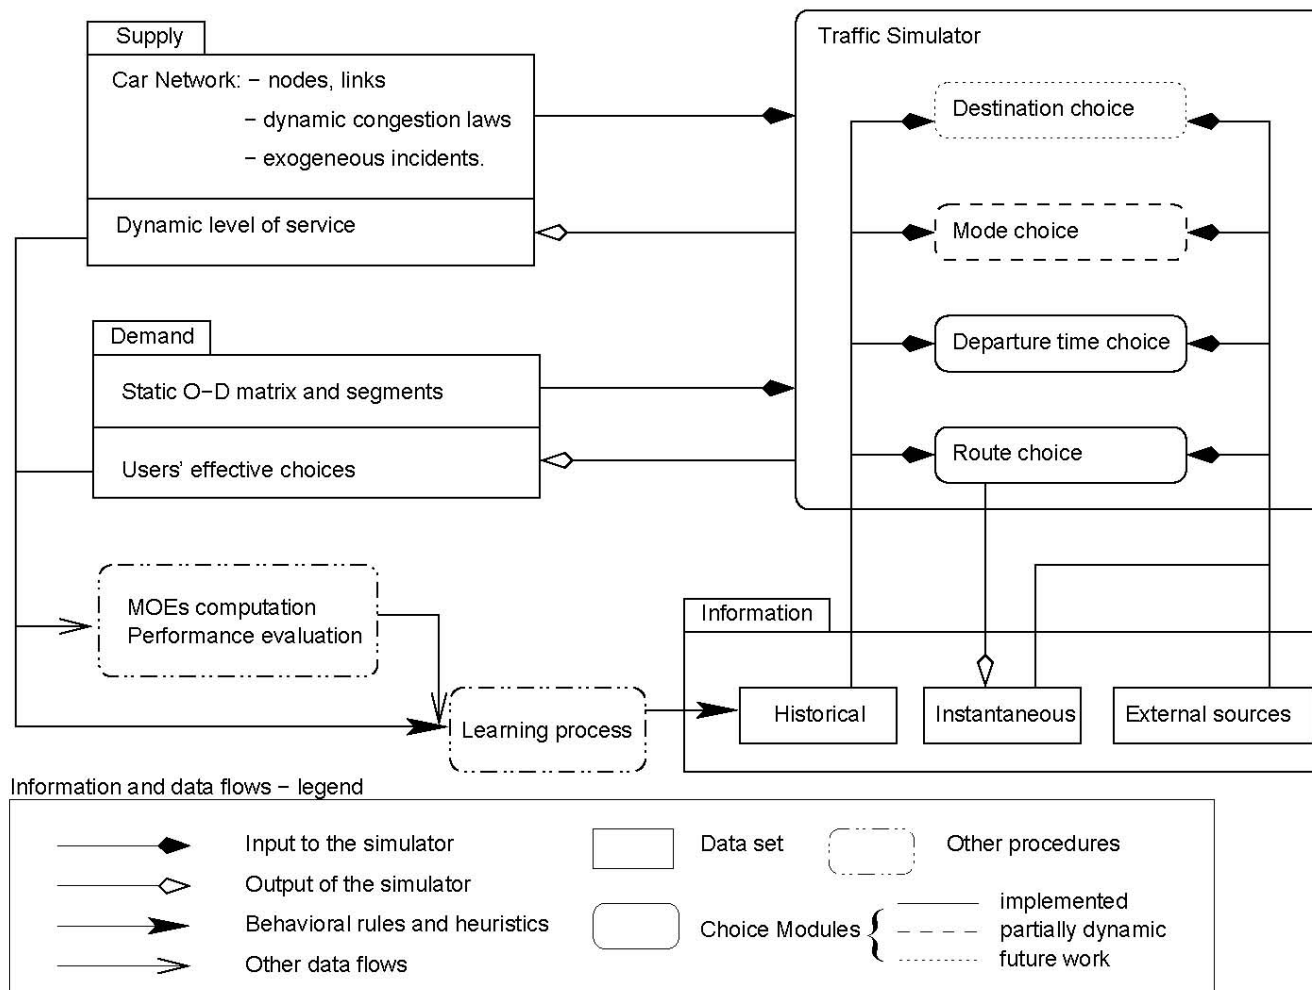 Supply
Car Network: − nodes, links
− dynamic congestion laws
− exogeneous incidents.
Dynamic level of service
Demand
Static O−D matrix and segments
Users' effective choices
Traffic Simulator
Destination choice
Mode choice
Departure time choice
Route choice
MOEs computation
Performance evaluation
Learning process
Information
Historical
Instantaneous
External sources
Information and data flows − legend
Input to the simulator
Output of the simulator
Behavioral rules and heuristics
Other data flows
Data set
Other procedures
Choice Modules
implemented
partially dynamic
future work